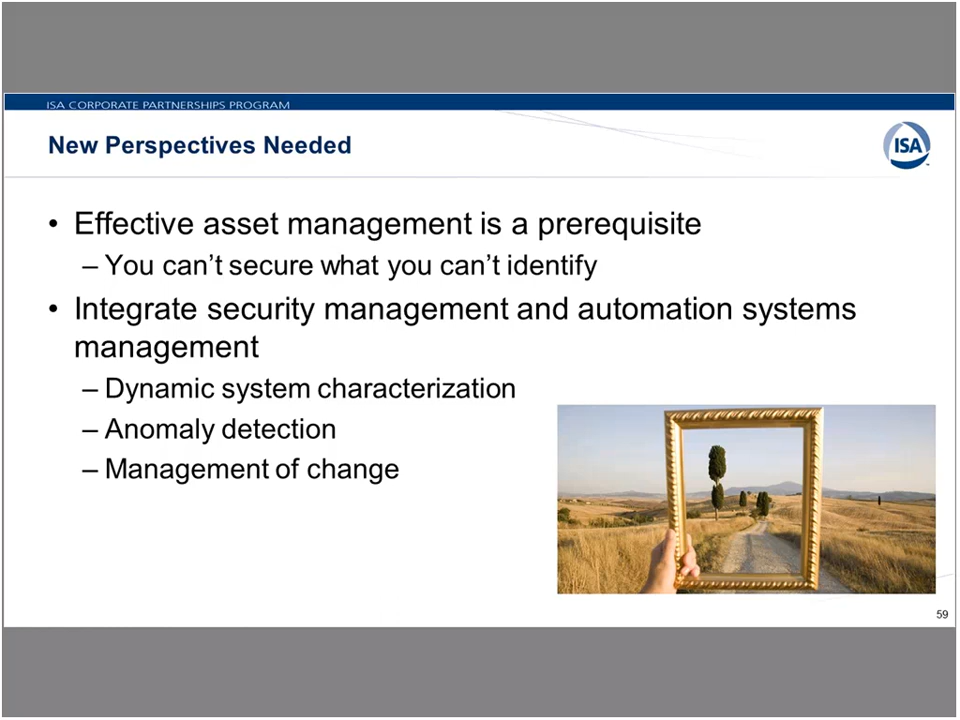 ISA CORPORATE PARTNERSHIPS PROGRAM
New Perspectives Needed
ISA
• Effective asset management is a prerequisite
– You can’t secure what you can’t identify
• Integrate security management and automation systems
management
– Dynamic system characterization
– Anomaly detection
– Management of change
59